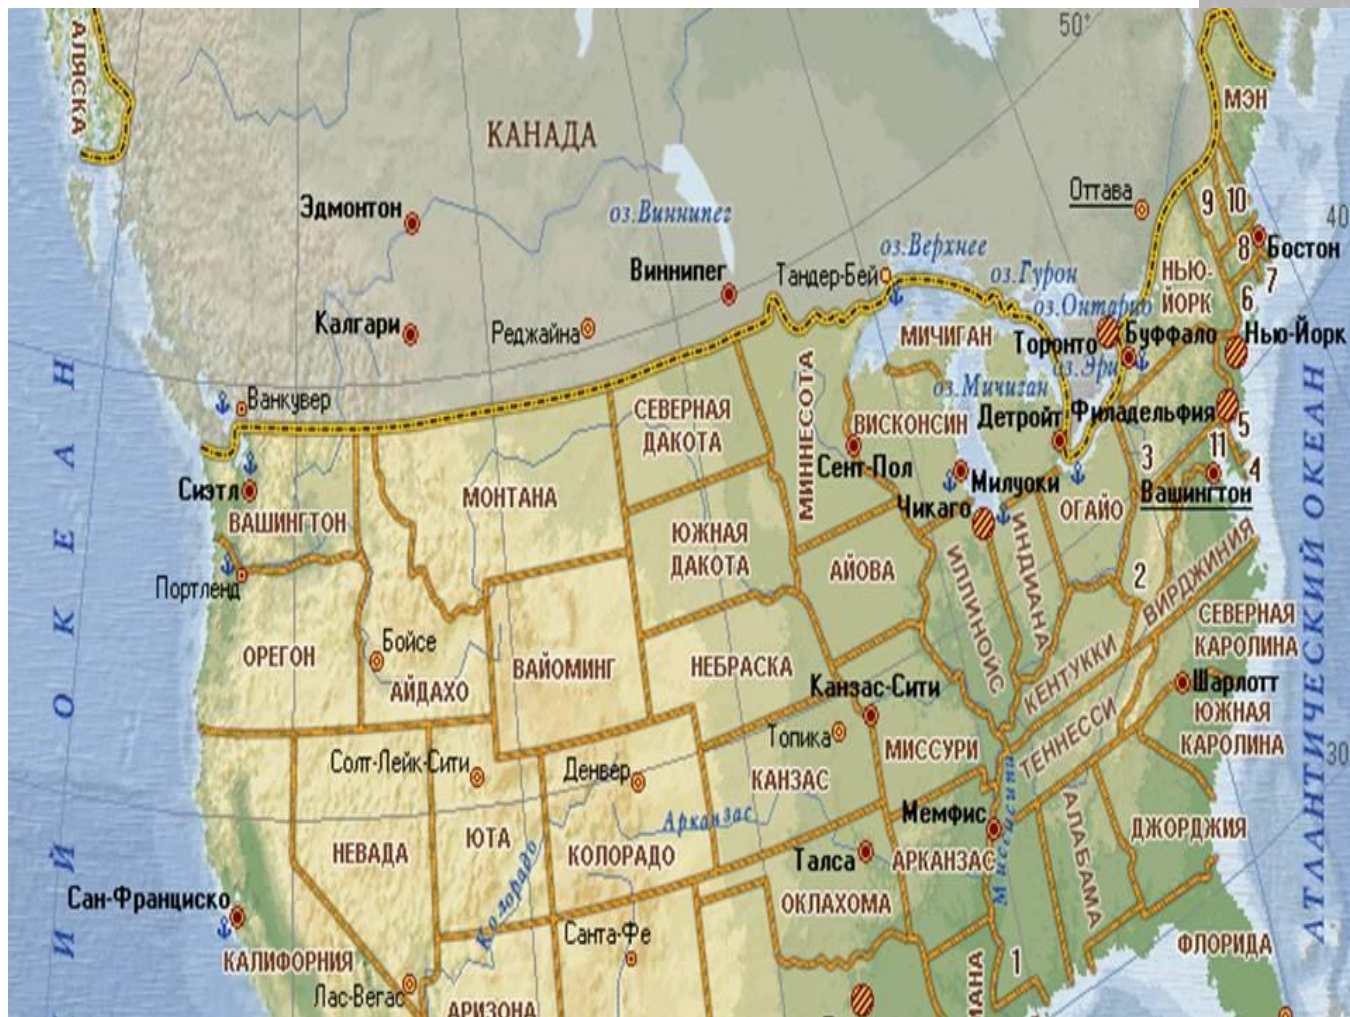 АЛЯСКА
50°
КАНАДА
МЭН
Оттава
Эдмонтон
оз.Виннипег
9
10
40
оз.Верхнее
8
Бостон
Виннипег
Тандер-Бей
оз.Гурон
НЬЮ-
ЙОРК
7
6
оз.Онтарио
Калгари
Реджайна
МИЧИГАН
Торонто
Буффало
Нью-Йорк
оз.Эри
оз.Мичиган
Ванкувер
СЕВЕРНАЯ
ДАКОТА
МИННЕСОТА
ВИСКОНСИН
Детройт
Филадельфия
5
11
4
3
Сент-Пол
Милуоки
Вашингтон
Сиэтл
ВАШИНГТОН
МОНТАНА
Чикаго
ОГАЙО
ЮЖНАЯ
ДАКОТА
АЙОВА
ИЛЛИНОЙС
ИНДИАНА
2
ВИРДЖИНИЯ
Портленд
СЕВЕРНАЯ
КАРОЛИНА
ОРЕГОН
Бойсе
АЙДАХО
ВАЙОМИНГ
НЕБРАСКА
КЕНТУККИ
Канзас-Сити
Шарлотт
ЮЖНАЯ
КАРОЛИНА
Топика
МИССУРИ
ТЕННЕССИ
30
Солт-Лейк-Сити
Денвер
КАНЗАС
Арканзас
Мемфис
Миссисипи
АЛАБАМА
ДЖОРДЖИЯ
НЕВАДА
ЮТА
КОЛОРАДО
Колорадо
Талса
АРКАНЗАС
ОКЛАХОМА
Сан-Франциско
Санта-Фе
ФЛОРИДА
КАЛИФОРНИЯ
Лас-Вегас
АРИЗОНА
ИАНА
1
ИЙ ОКЕАН
АТЛАНТИЧЕСКИЙ ОКЕАН